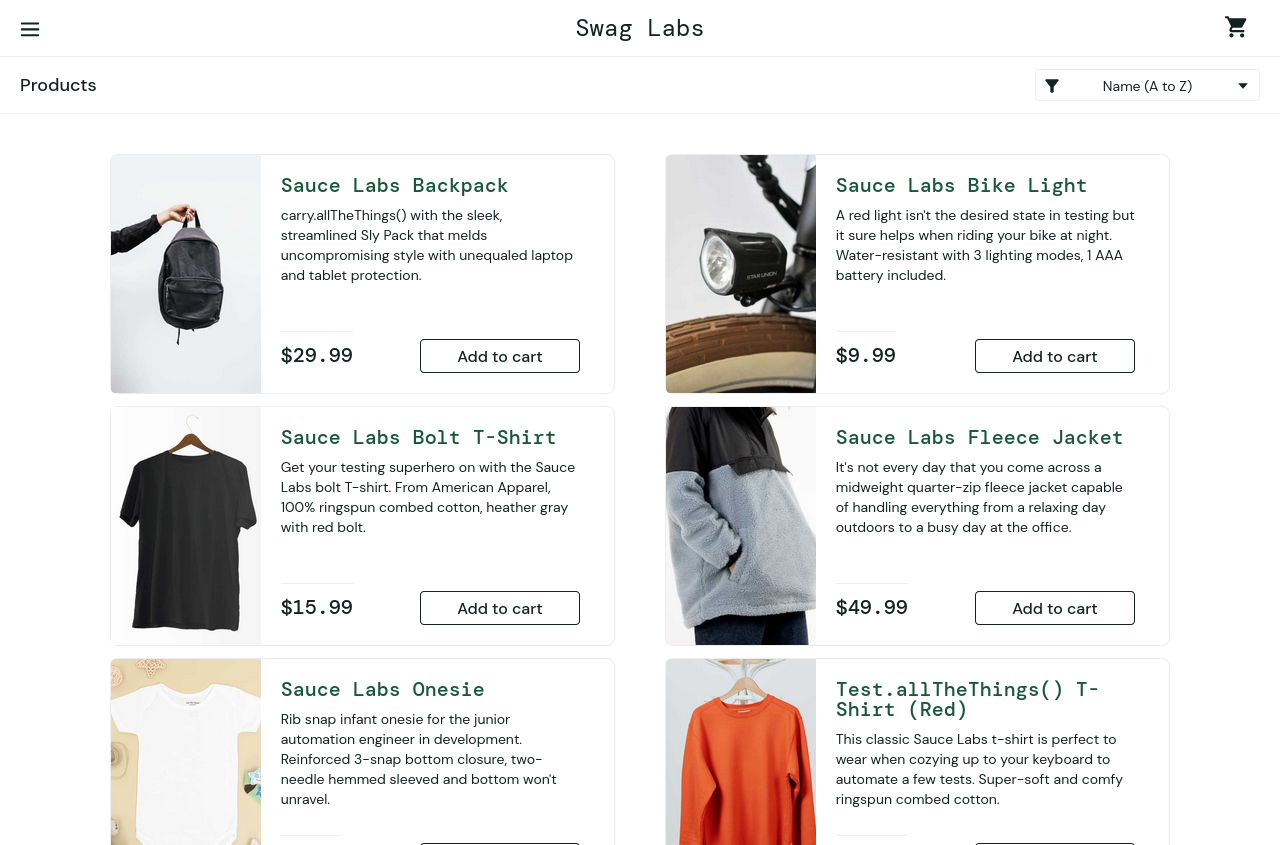 Swag Labs
Products
Name (A to Z)
Sauce Labs Backpack
carry.allTheThings() with the sleek,
streamlined Sly Pack that melds
uncompromising style with unequaled laptop
and tablet protection.
$29.99
Add to cart
Sauce Labs Bike Light
A red light isn't the desired state in testing but
it sure helps when riding your bike at night.
Water-resistant with 3 lighting modes, 1 AAA
battery included.
$9.99
Add to cart
STAR UNION
Sauce Labs Bolt T-Shirt
Get your testing superhero on with the Sauce
Labs bolt T-shirt. From American Apparel,
100% ringspun combed cotton, heather gray
with red bolt.
$15.99
Add to cart
Sauce Labs Fleece Jacket
It's not every day that you come across a
midweight quarter-zip fleece jacket capable
of handling everything from a relaxing day
outdoors to a busy day at the office.
$49.99
Add to cart
Sauce Labs Onesie
Rib snap infant onesie for the junior
automation engineer in development.
Reinforced 3-snap bottom closure, two-
needle hemmed sleeved and bottom won't
unravel.
Test.allTheThings() T-
Shirt (Red)
This classic Sauce Labs t-shirt is perfect to
wear when cozying up to your keyboard to
automate a few tests. Super-soft and comfy
ringspun combed cotton.